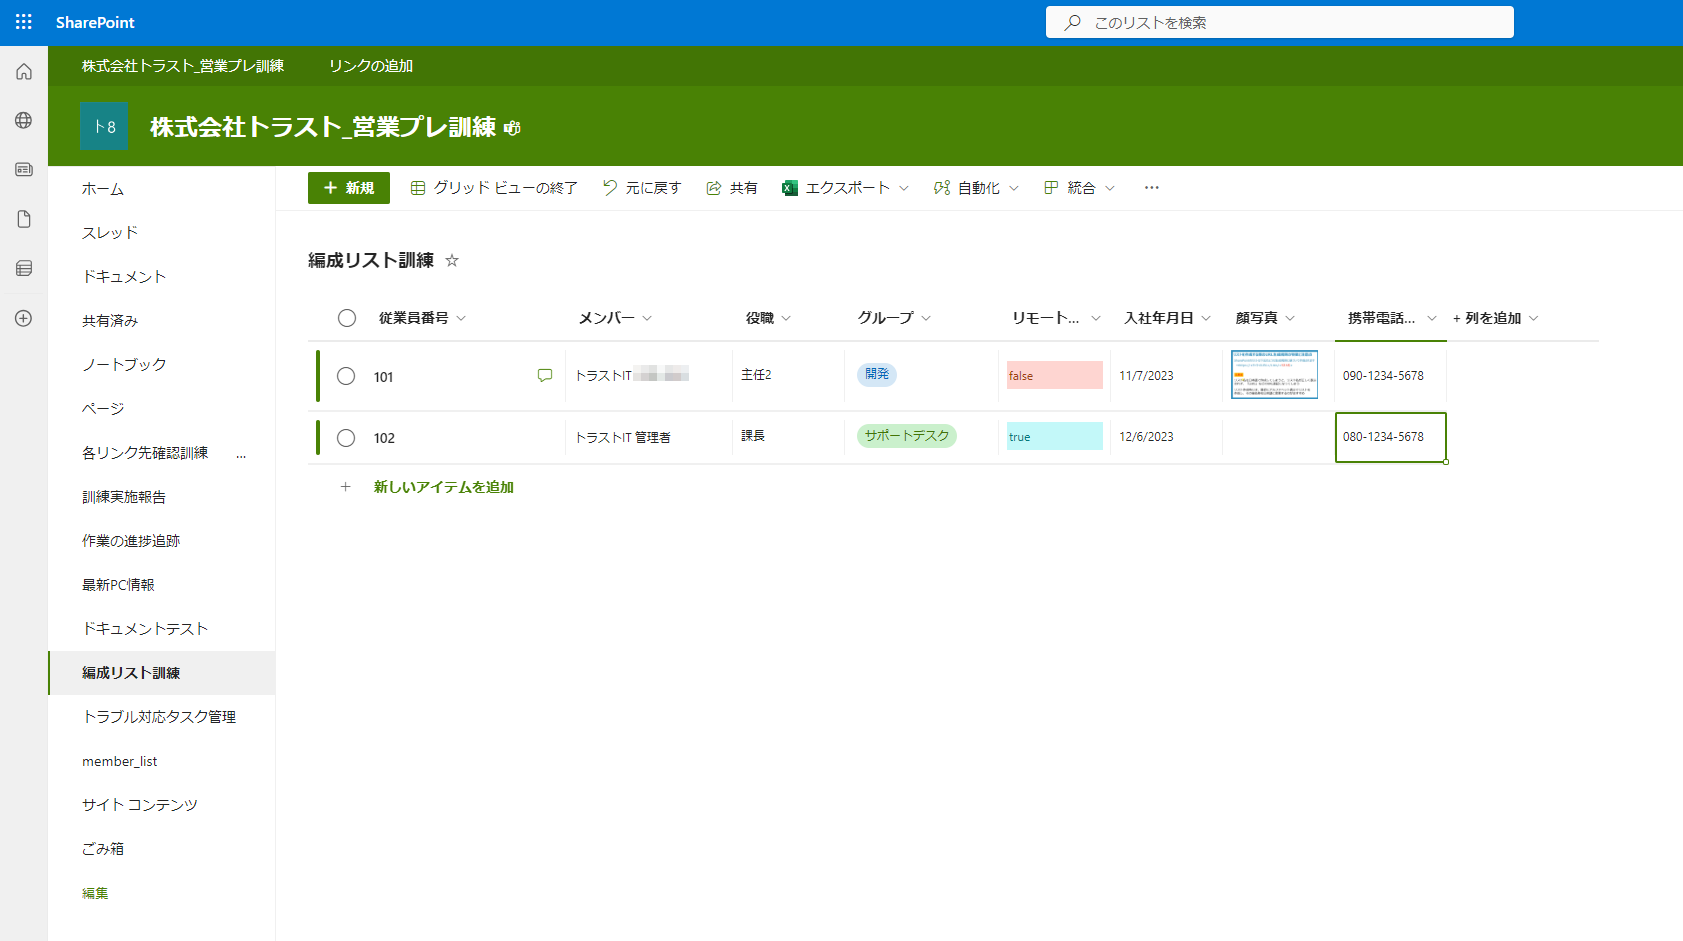 SharePoint
このリストを検索
株式会社トラスト_営業プレ訓練 リンクの追加
ト8
株式会社トラスト_営業プレ訓練
ホーム
スレッド
ドキュメント
共有済み
ノートブック
ページ
各リンク先確認訓練 ...
訓練実施報告
作業の進捗追跡
最新PC情報
ドキュメントテスト
編成リスト訓練
トラブル対応タスク管理
member_list
サイト コンテンツ
ごみ箱
編集
+ 新規 グリッド ビューの終了 元に戻す 共有 エクスポート 自動化 統合 ...
編成リスト訓練 ☆
従業員番号 メンバー 役職 グループ リモート... 入社年月日 顔写真 携帯電話... + 列を追加
101 トラストIT 主任2 開発 false 11/7/2023 090-1234-5678
102 トラストIT 管理者 課長 サポートデスク true 12/6/2023 080-1234-5678
+ 新しいアイテムを追加